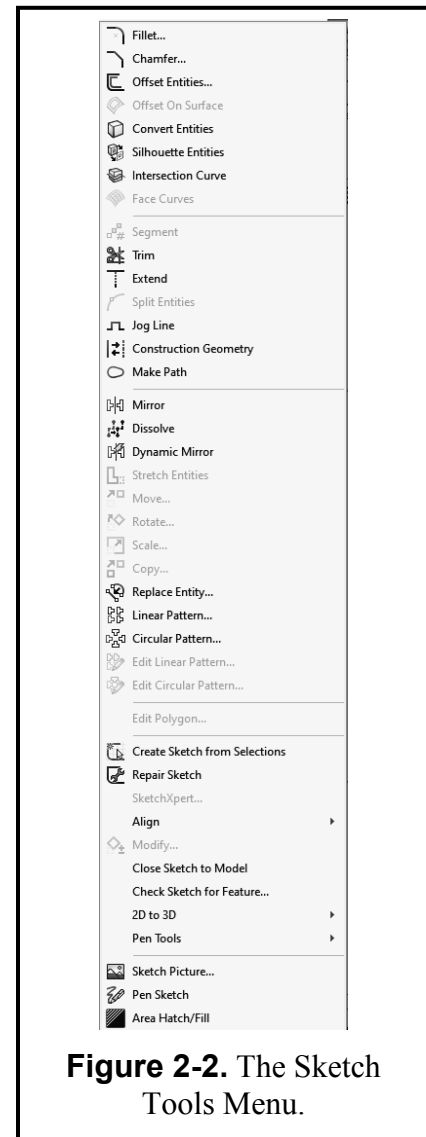 Fillet...
Chamfer...
Offset Entities...
Offset On Surface
Convert Entities
Silhouette Entities
Intersection Curve
Face Curves
Segment
Trim
Extend
Split Entities
Jog Line
Construction Geometry
Make Path
Mirror
Dissolve
Dynamic Mirror
Stretch Entities
Move...
Rotate...
Scale...
Copy...
Replace Entity...
Linear Pattern...
Circular Pattern...
Edit Linear Pattern...
Edit Circular Pattern...
Edit Polygon...
Create Sketch from Selections
Repair Sketch
SketchXpert...
Align
Modify...
Close Sketch to Model
Check Sketch for Feature...
2D to 3D
Pen Tools
Sketch Picture...
Pen Sketch
Area Hatch/Fill
Figure 2-2. The Sketch
Tools Menu.